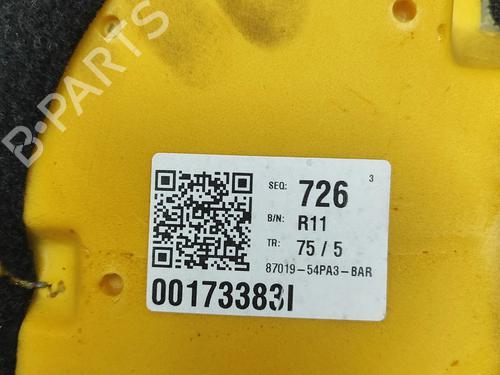 B-PARTS
SEQ: 726 3
B/N: R11
TR: 75 / 5
87019-54PA3-BAR
00173383I